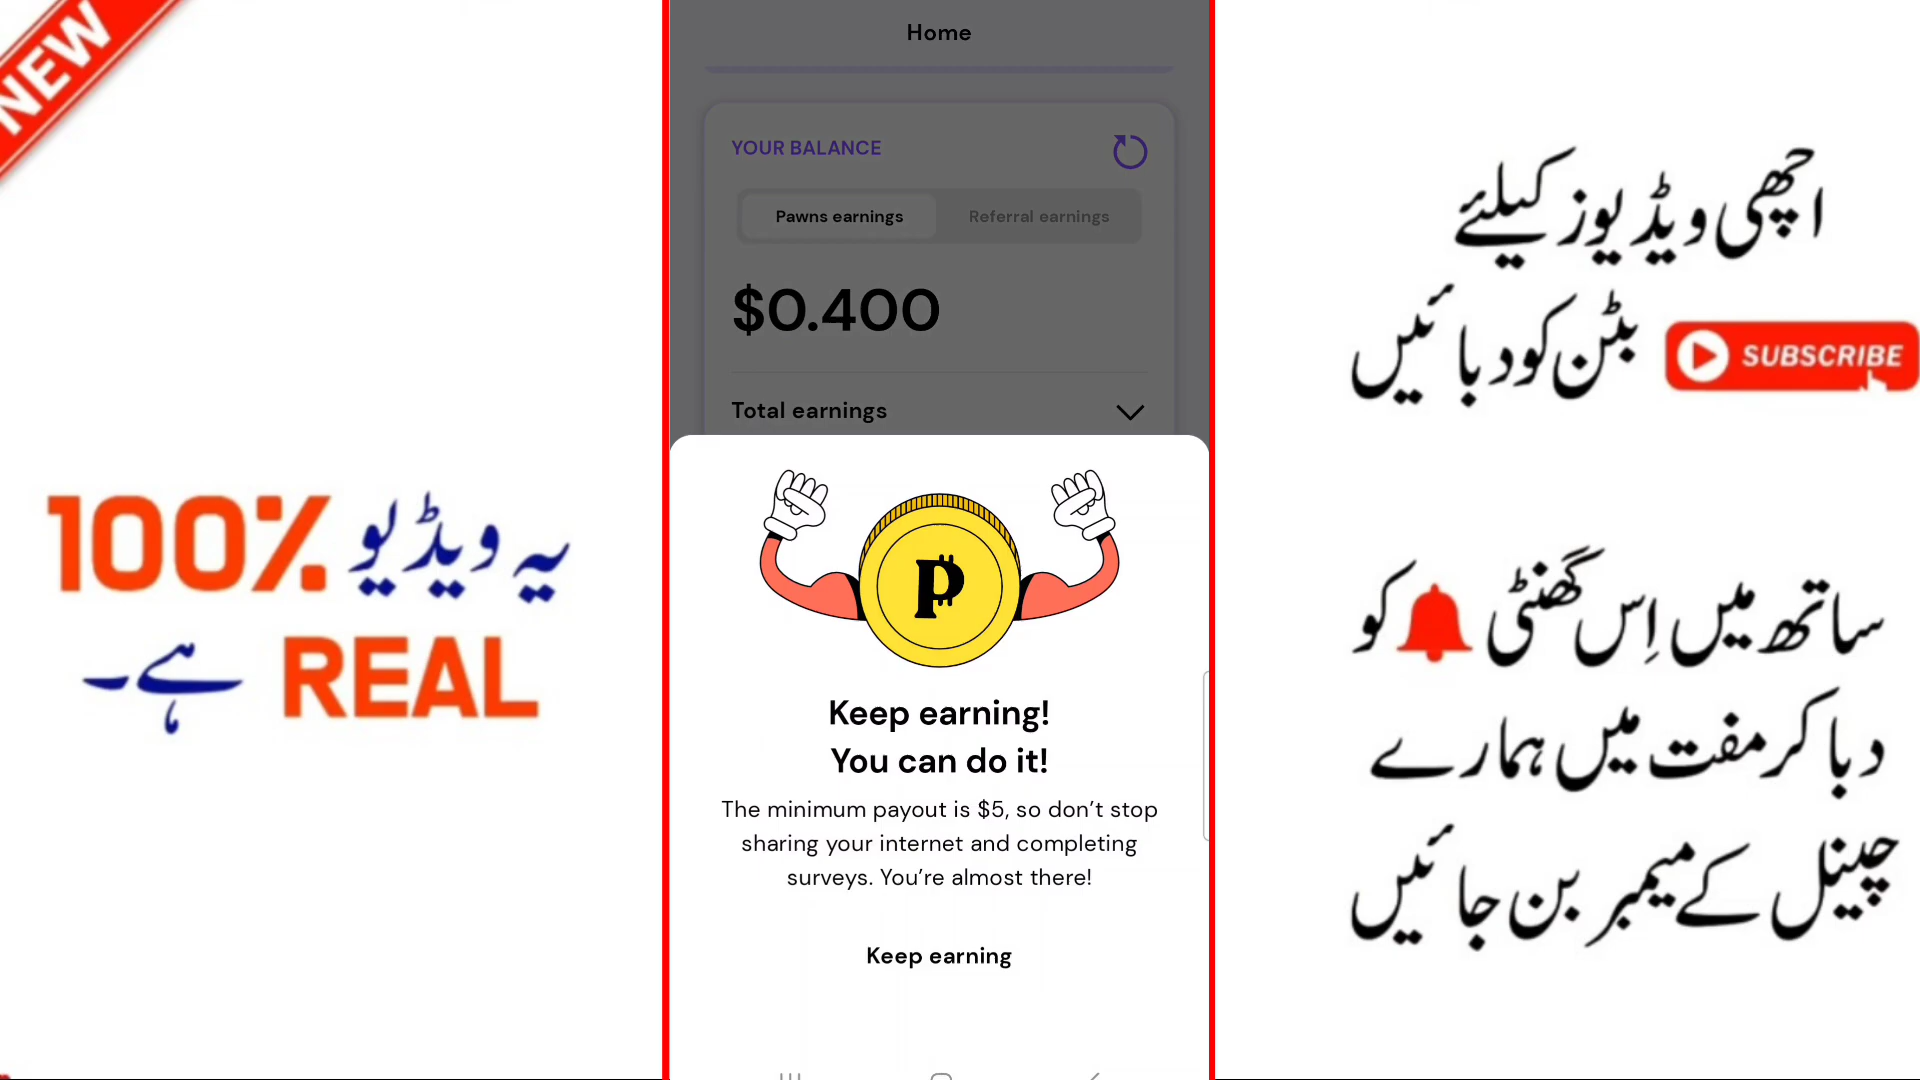 NEW
یہ ویڈیو 100%
REAL ہے۔
Home
YOUR BALANCE
Pawns earnings
Referral earnings
$0.400
Total earnings
Keep earning!
You can do it!
The minimum payout is $5, so don’t stop
sharing your internet and completing
surveys. You’re almost there!
Keep earning
اچھی ویڈیوز کیلئے
SUBSCRIBE بٹن کو دبائیں
ساتھ میں اِس گھنٹی کو
دبا کر مفت میں ہمارے
چینل کے میمبر بن جائیں